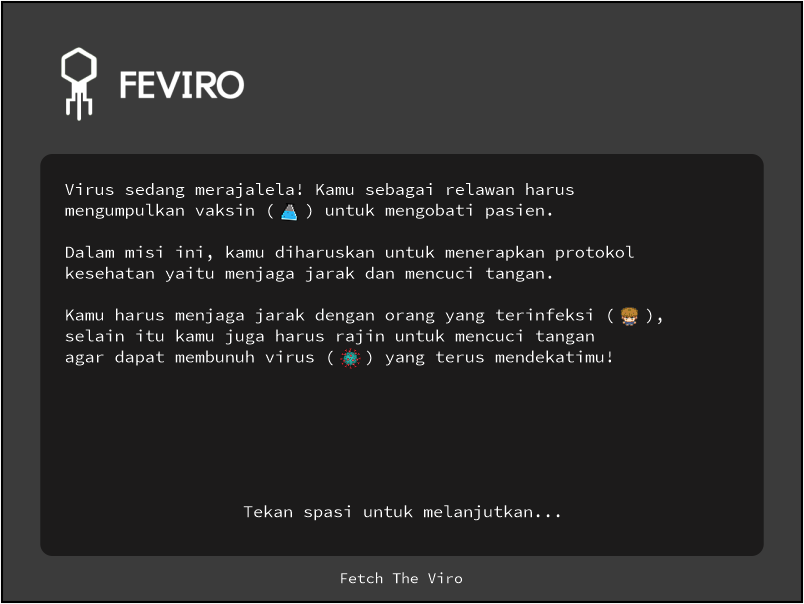 FEVIRO
Virus sedang merajalela! Kamu sebagai relawan harus
mengumpulkan vaksin ( ) untuk mengobati pasien.
Dalam misi ini, kamu diharuskan untuk menerapkan protokol
kesehatan yaitu menjaga jarak dan mencuci tangan.
Kamu harus menjaga jarak dengan orang yang terinfeksi ( ),
selain itu kamu juga harus rajin untuk mencuci tangan
agar dapat membunuh virus ( ) yang terus mendekatimu!
Tekan spasi untuk melanjutkan...
Fetch The Viro